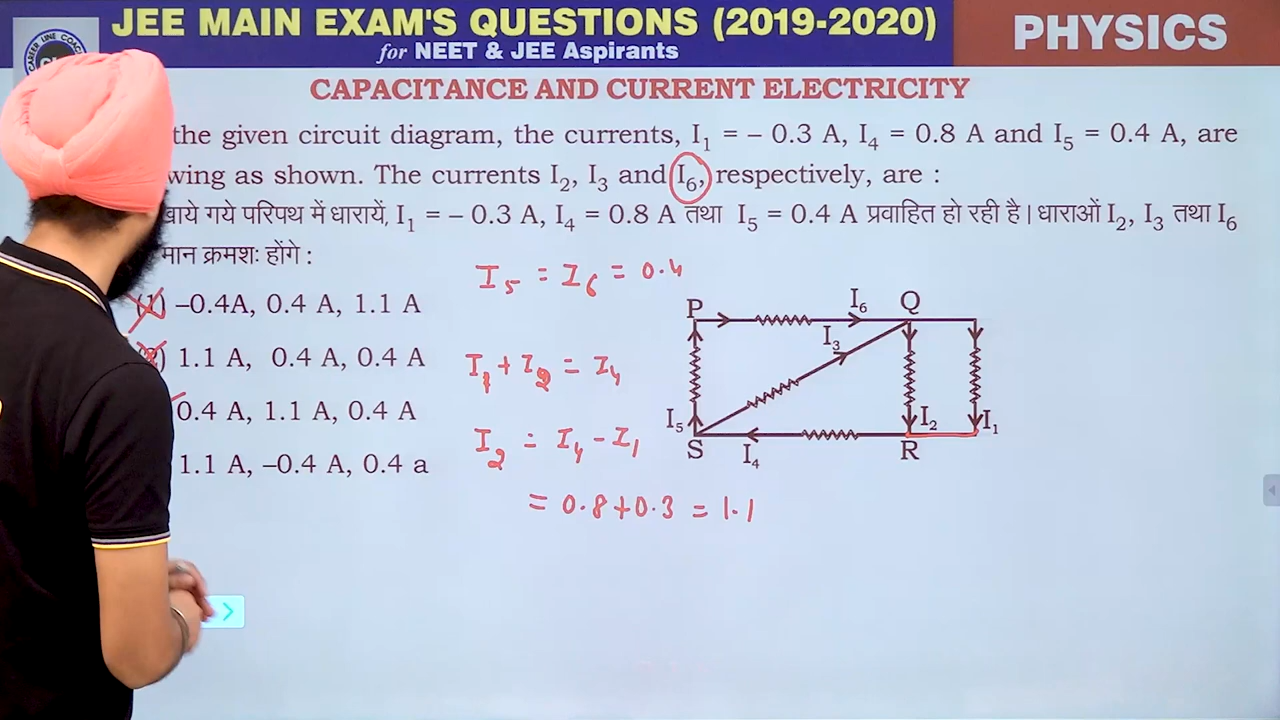 JEE MAIN EXAM'S QUESTIONS (2019-2020)
for NEET & JEE Aspirants
PHYSICS
CAREER LINE COAC
CAPACITANCE AND CURRENT ELECTRICITY
the given circuit diagram, the currents, I₁ = – 0.3 A, I₄ = 0.8 A and I₅ = 0.4 A, are
wing as shown. The currents I₂, I₃ and I₆, respectively, are :
खाये गये परिपथ में धारायें, I₁ = – 0.3 A, I₄ = 0.8 A तथा I₅ = 0.4 A प्रवाहित हो रही है। धाराओं I₂, I₃ तथा I₆
मान क्रमशः होंगे :
(1) –0.4A, 0.4 A, 1.1 A
(2) 1.1 A, 0.4 A, 0.4 A
0.4 A, 1.1 A, 0.4 A
1.1 A, –0.4 A, 0.4 a
I₅ = I₆ = 0.4
I₁ + I₂ = I₄
I₂ = I₄ – I₁
= 0.8 + 0.3 = 1.1
P I₆ Q
I₃
I₅ I₂ I₁
S I₄ R